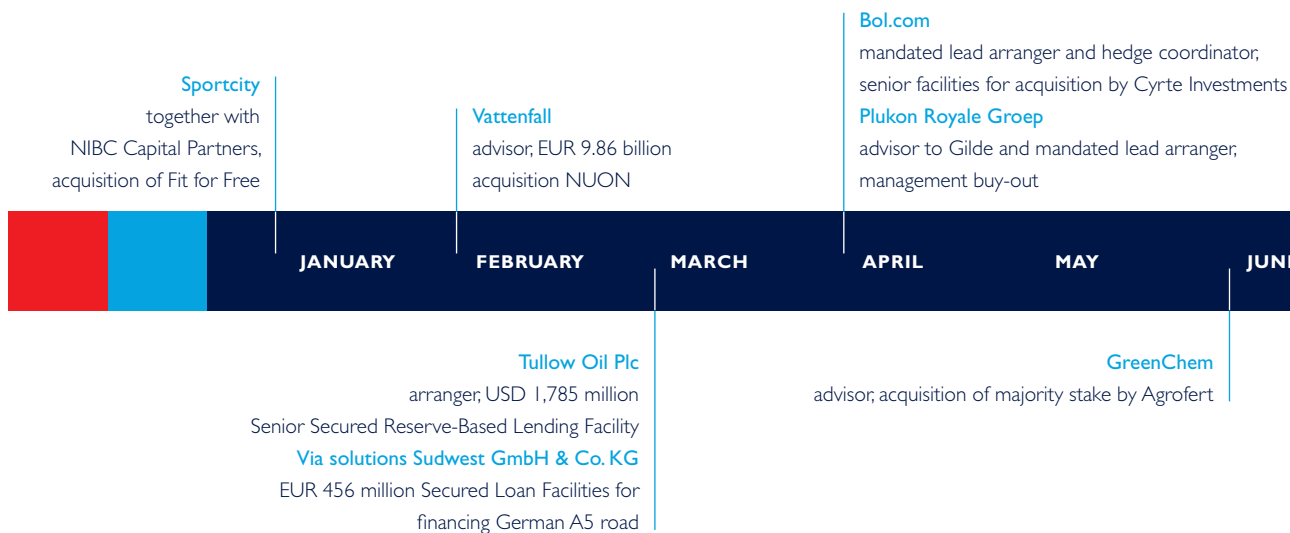 Sportcity
together with
NIBC Capital Partners,
acquisition of Fit for Free
Vattenfall
advisor, EUR 9.86 billion
acquisition NUON
Bol.com
mandated lead arranger and hedge coordinator,
senior facilities for acquisition by Cyrte Investments
Plukon Royale Groep
advisor to Gilde and mandated lead arranger,
management buy-out
JANUARY
FEBRUARY
MARCH
APRIL
MAY
JUNE
Tullow Oil Plc
arranger, USD 1,785 million
Senior Secured Reserve-Based Lending Facility
Via solutions Sudwest GmbH & Co. KG
EUR 456 million Secured Loan Facilities for
financing German A5 road
GreenChem
advisor, acquisition of majority stake by Agrofert